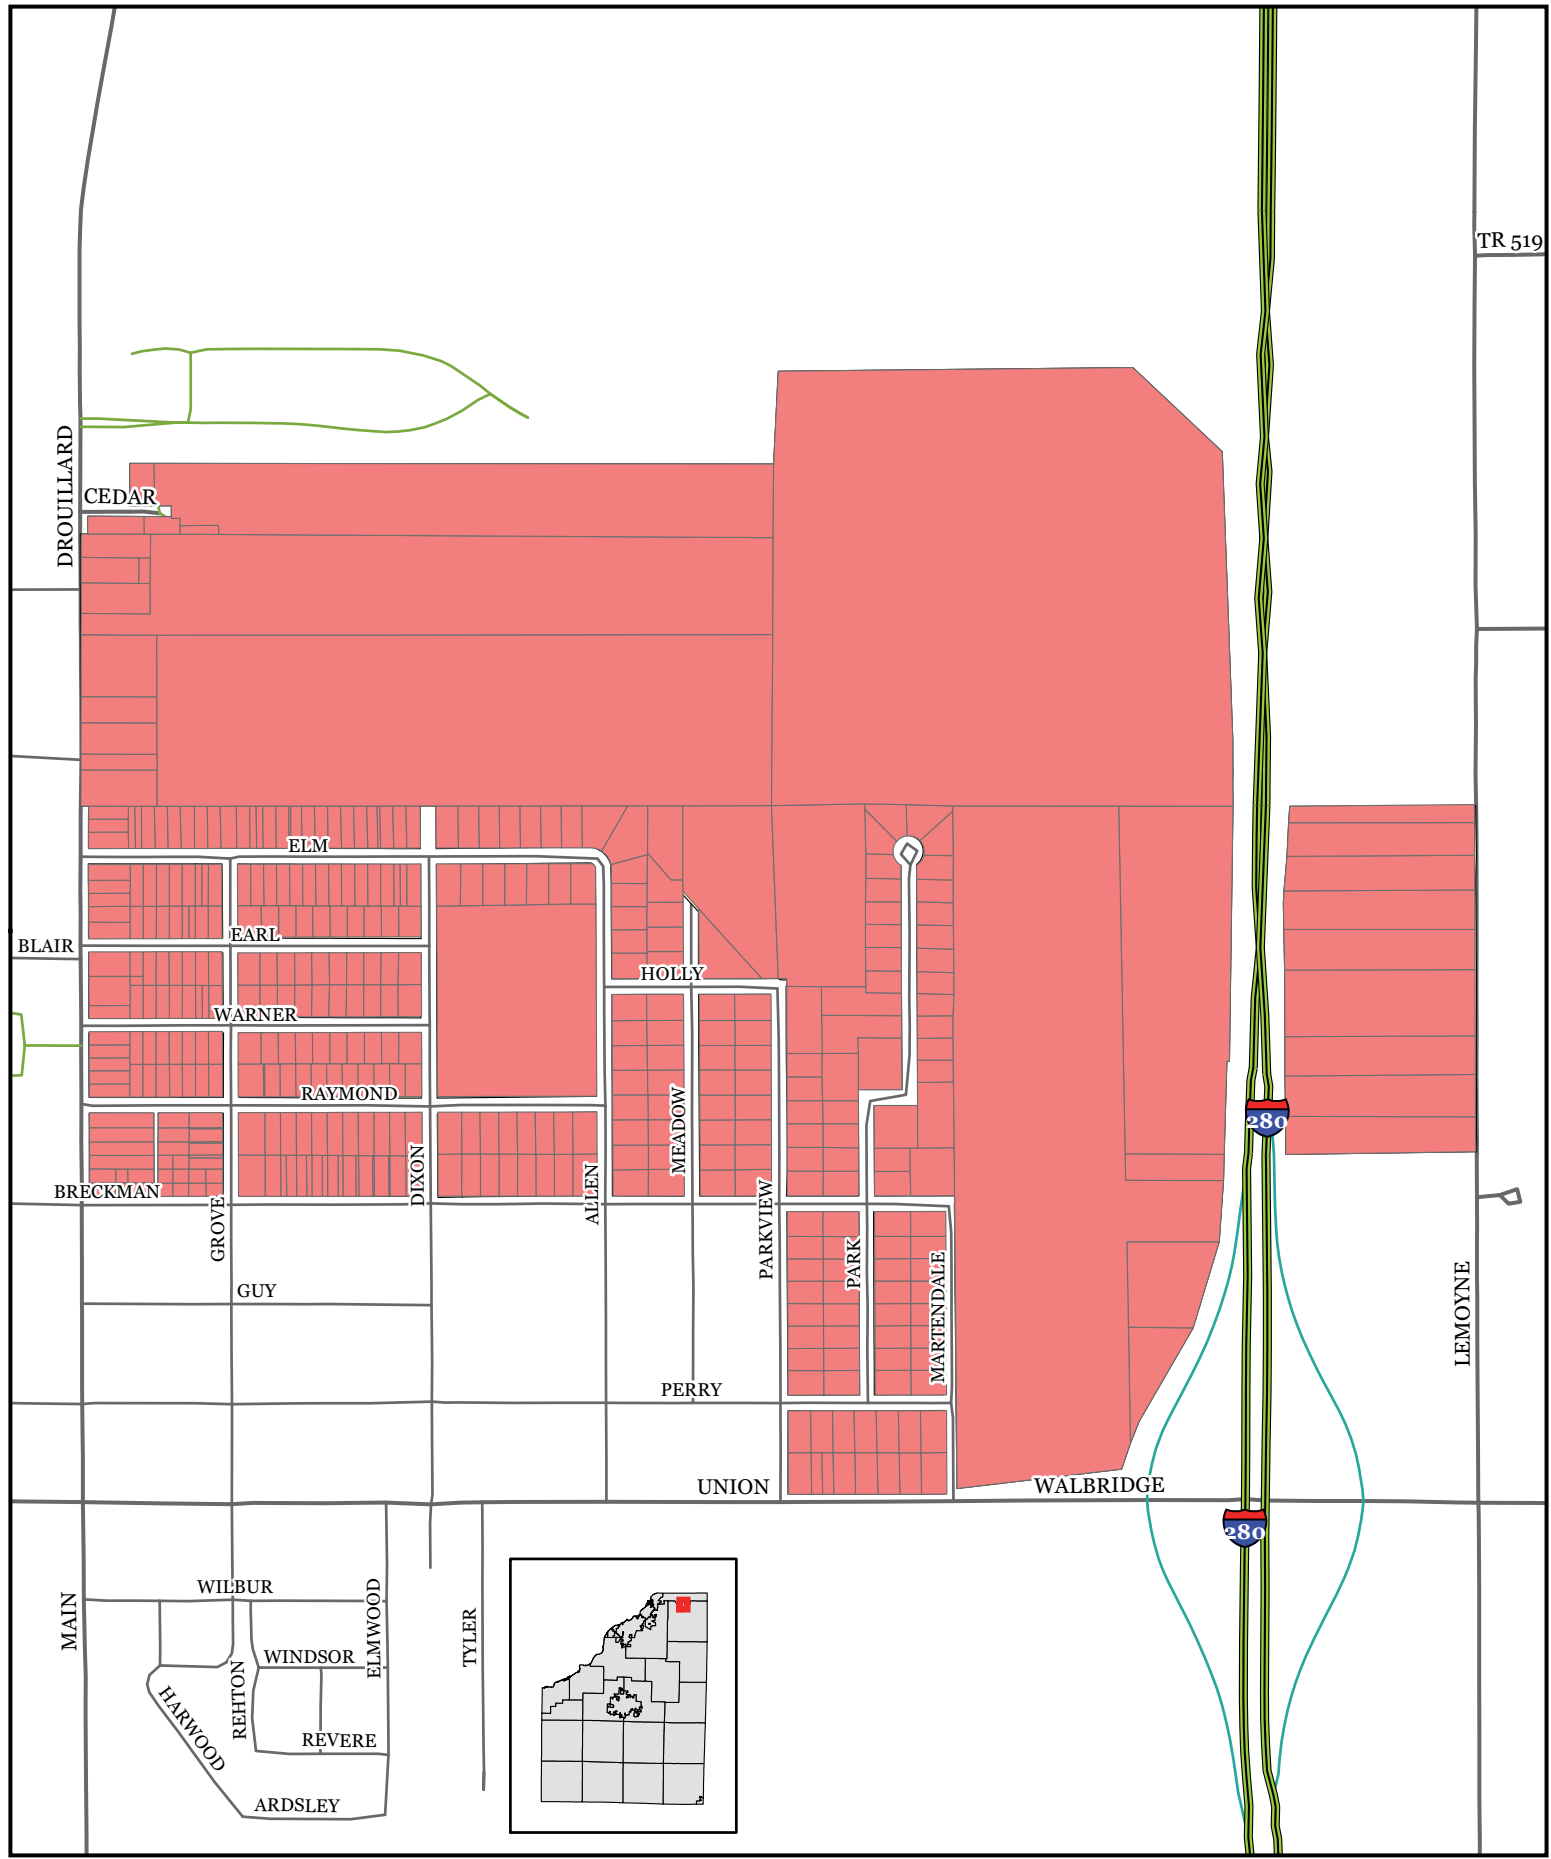 TR 519
DROUILLARD
CEDAR
ELM
EARL
BLAIR
HOLLY
WARNER
RAYMOND
MEADOW
280
DIXON
ALLEN
BRECKMAN
GROVE
PARKVIEW
PARK
MARTENDALE
LEMOYNE
GUY
PERRY
UNION
WALBRIDGE
280
WILBUR
ELMWOOD
MAIN
TYLER
WINDSOR
REHTON
HARWOOD
REVERE
ARDSLEY